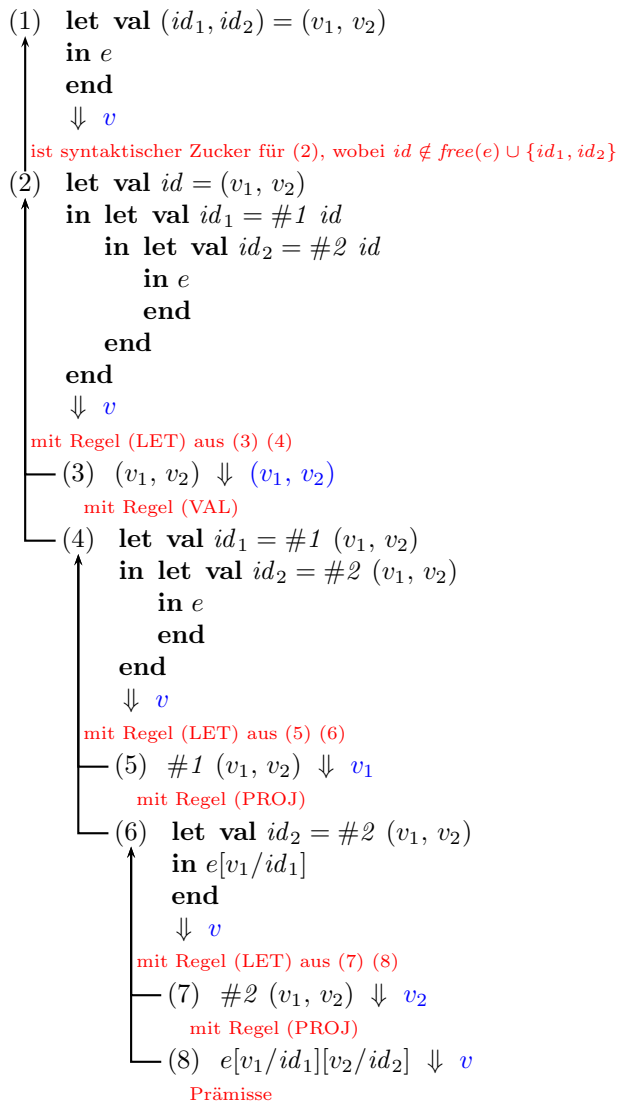 (1) let val (id₁, id₂) = (v₁, v₂)
in e
end
⇓ v
ist syntaktischer Zucker für (2), wobei id ∉ free(e) ∪ {id₁, id₂}
(2) let val id = (v₁, v₂)
in let val id₁ = #1 id
in let val id₂ = #2 id
in e
end
end
end
⇓ v
mit Regel (LET) aus (3) (4)
(3) (v₁, v₂) ⇓ (v₁, v₂)
mit Regel (VAL)
(4) let val id₁ = #1 (v₁, v₂)
in let val id₂ = #2 (v₁, v₂)
in e
end
end
⇓ v
mit Regel (LET) aus (5) (6)
(5) #1 (v₁, v₂) ⇓ v₁
mit Regel (PROJ)
(6) let val id₂ = #2 (v₁, v₂)
in e[v₁/id₁]
end
⇓ v
mit Regel (LET) aus (7) (8)
(7) #2 (v₁, v₂) ⇓ v₂
mit Regel (PROJ)
(8) e[v₁/id₁][v₂/id₂] ⇓ v
Prämisse